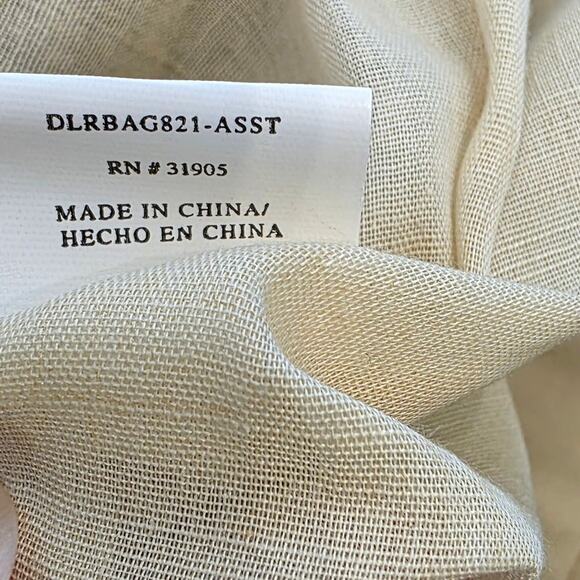 DLRBAG821-ASST
RN # 31905
MADE IN CHINA/
HECHO EN CHINA